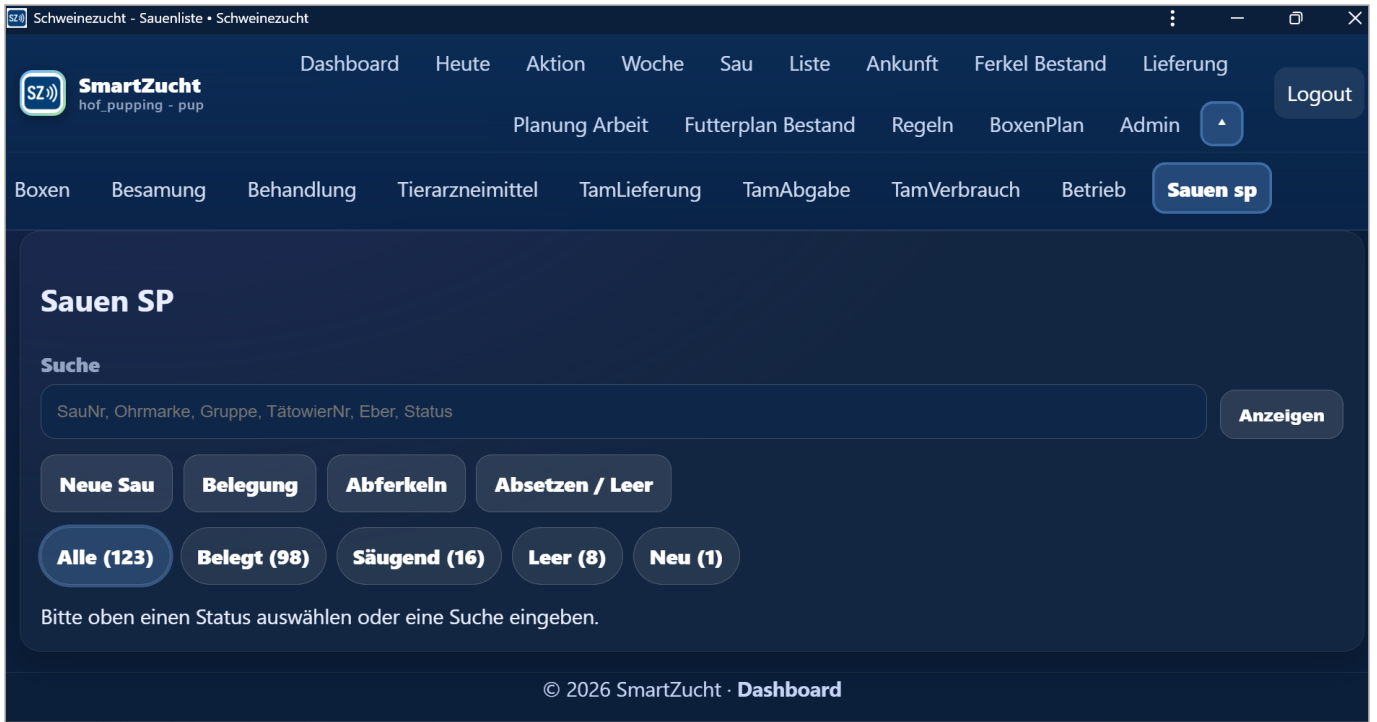 SZ Schweinezucht - Sauenliste • Schweinezucht
SZ SmartZucht
hof_pupping - pup
Dashboard Heute Aktion Woche Sau Liste Ankunft Ferkel Bestand Lieferung
Logout
Planung Arbeit Futterplan Bestand Regeln BoxenPlan Admin ▲
Boxen Besamung Behandlung Tierarzneimittel TamLieferung TamAbgabe TamVerbrauch Betrieb Sauen sp
Sauen SP
Suche
SauNr, Ohrmarke, Gruppe, TätowierNr, Eber, Status
Anzeigen
Neue Sau Belegung Abferkeln Absetzen / Leer
Alle (123) Belegt (98) Säugend (16) Leer (8) Neu (1)
Bitte oben einen Status auswählen oder eine Suche eingeben.
© 2026 SmartZucht · Dashboard